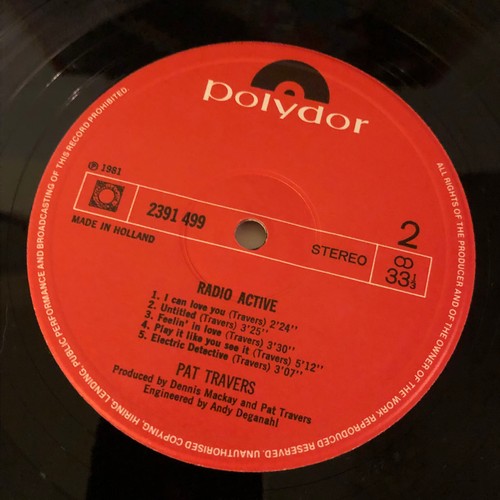 polydor
ALL RIGHTS OF THE PRODUCER AND OF THE OWNER OF THE WORK REPRODUCED RESERVED. UNAUTHORISED COPYING, HIRING, LENDING, PUBLIC PERFORMANCE AND BROADCASTING OF THIS RECORD PROHIBITED.
℗ 1981
2391 499
MADE IN HOLLAND
STEREO
2
33⅓
RADIO ACTIVE
1. I can love you (Travers) 2'24"
2. Untitled (Travers) 3'25"
3. Feelin' in love (Travers) 3'30"
4. Play it like you see it (Travers) 5'12"
5. Electric Detective (Travers) 3'07"
PAT TRAVERS
Produced by Dennis Mackay and Pat Travers
Engineered by Andy Deganahl